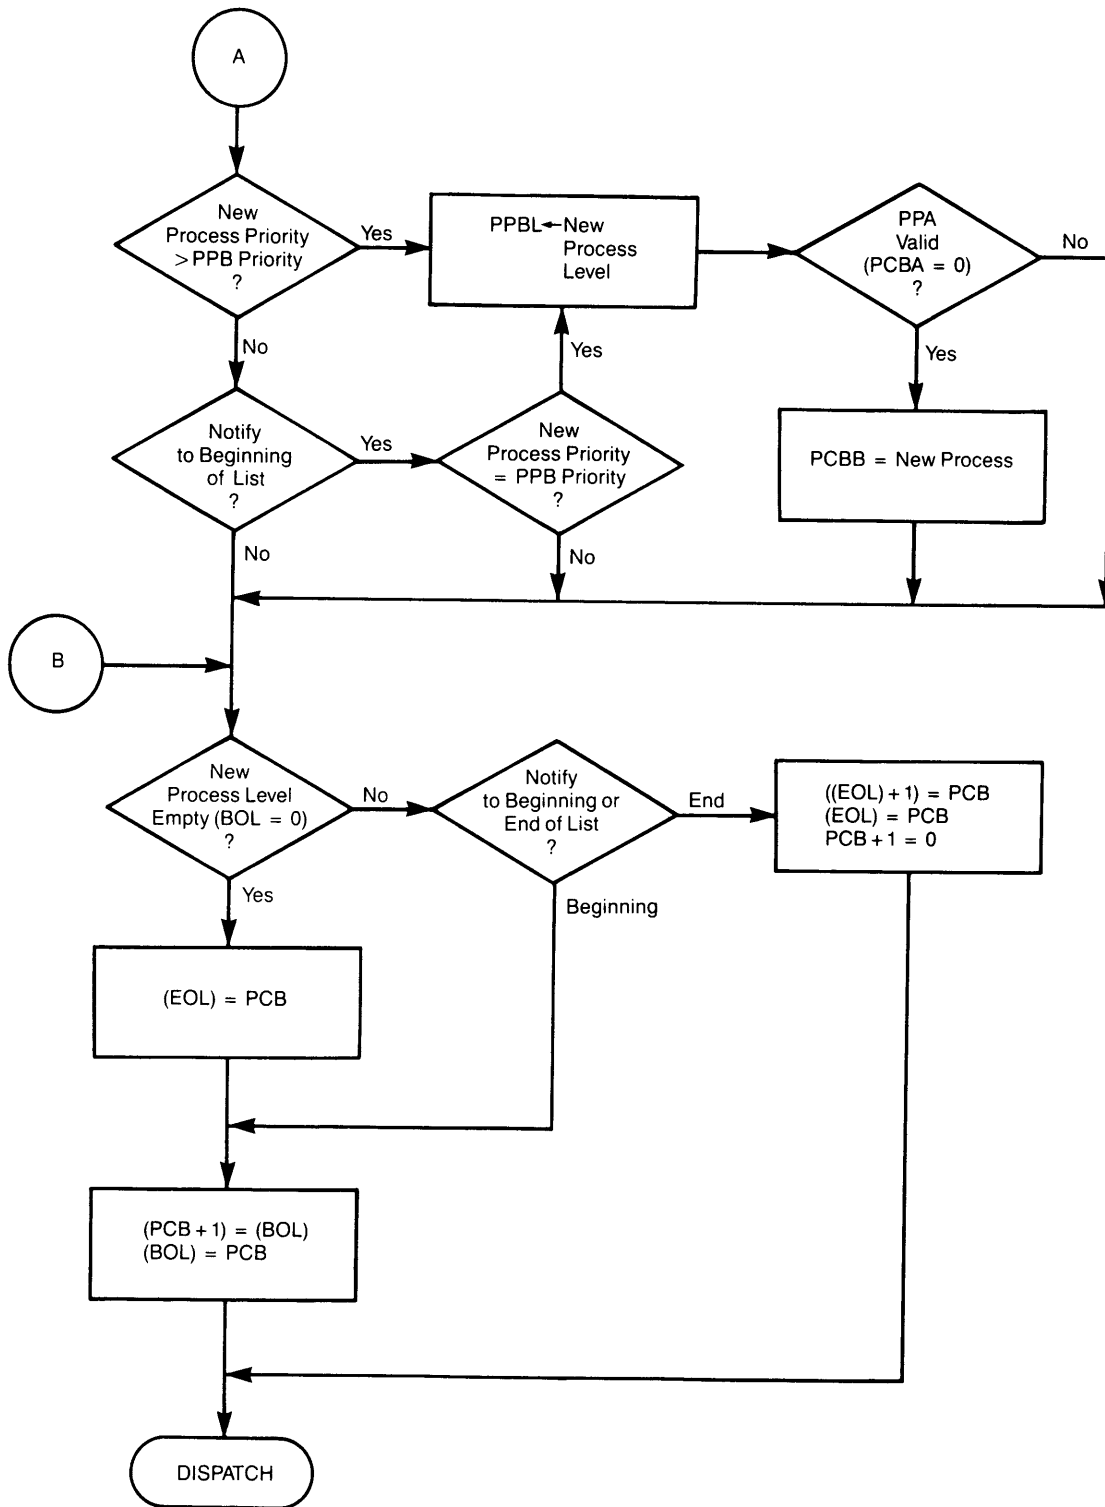 A
New
Process Priority
> PPB Priority
?
Yes
No
PPBL←New
Process
Level
PPA
Valid
(PCBA = 0)
?
No
Yes
Notify
to Beginning
of List
?
Yes
No
New
Process Priority
= PPB Priority
?
Yes
No
PCBB = New Process
B
New
Process Level
Empty (BOL = 0)
?
No
Yes
Notify
to Beginning or
End of List
?
End
Beginning
((EOL) + 1) = PCB
(EOL) = PCB
PCB + 1 = 0
(EOL) = PCB
(PCB + 1) = (BOL)
(BOL) = PCB
DISPATCH